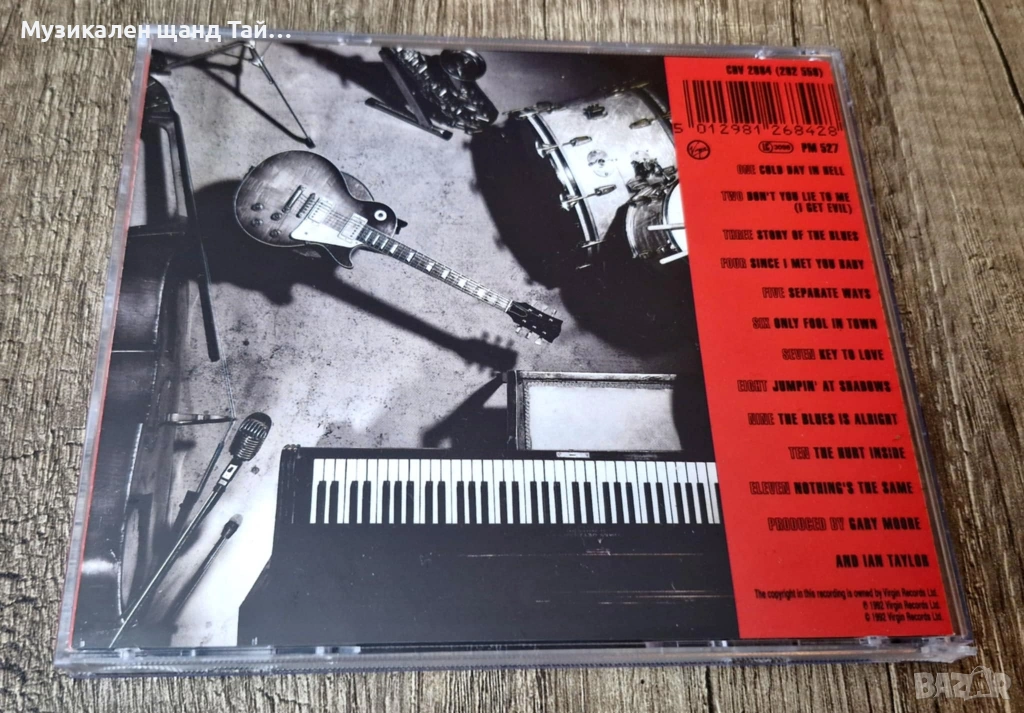 Музикален щанд Тай...
CDV 2684 (262 558)
5 012981 268428
Virgin
PM 527
ONE COLD DAY IN HELL
TWO DON'T YOU LIE TO ME
(I GET EVIL)
THREE STORY OF THE BLUES
FOUR SINCE I MET YOU BABY
FIVE SEPARATE WAYS
SIX ONLY FOOL IN TOWN
SEVEN KEY TO LOVE
EIGHT JUMPIN' AT SHADOWS
NINE THE BLUES IS ALRIGHT
TEN THE HURT INSIDE
ELEVEN NOTHING'S THE SAME
PRODUCED BY GARY MOORE
AND IAN TAYLOR
The copyright in this recording is owned by Virgin Records Ltd.
℗ 1992 Virgin Records Ltd.
© 1992 Virgin Records Ltd.
BAZAR